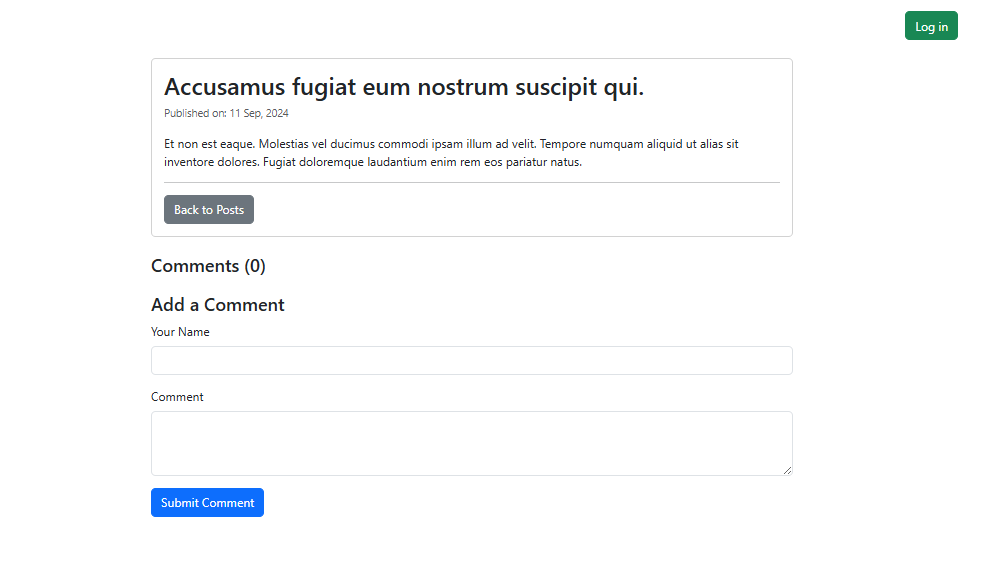 Log in
Accusamus fugiat eum nostrum suscipit qui.
Published on: 11 Sep, 2024
Et non est eaque. Molestias vel ducimus commodi ipsam illum ad velit. Tempore numquam aliquid ut alias sit
inventore dolores. Fugiat doloremque laudantium enim rem eos pariatur natus.
Back to Posts
Comments (0)
Add a Comment
Your Name
Comment
Submit Comment